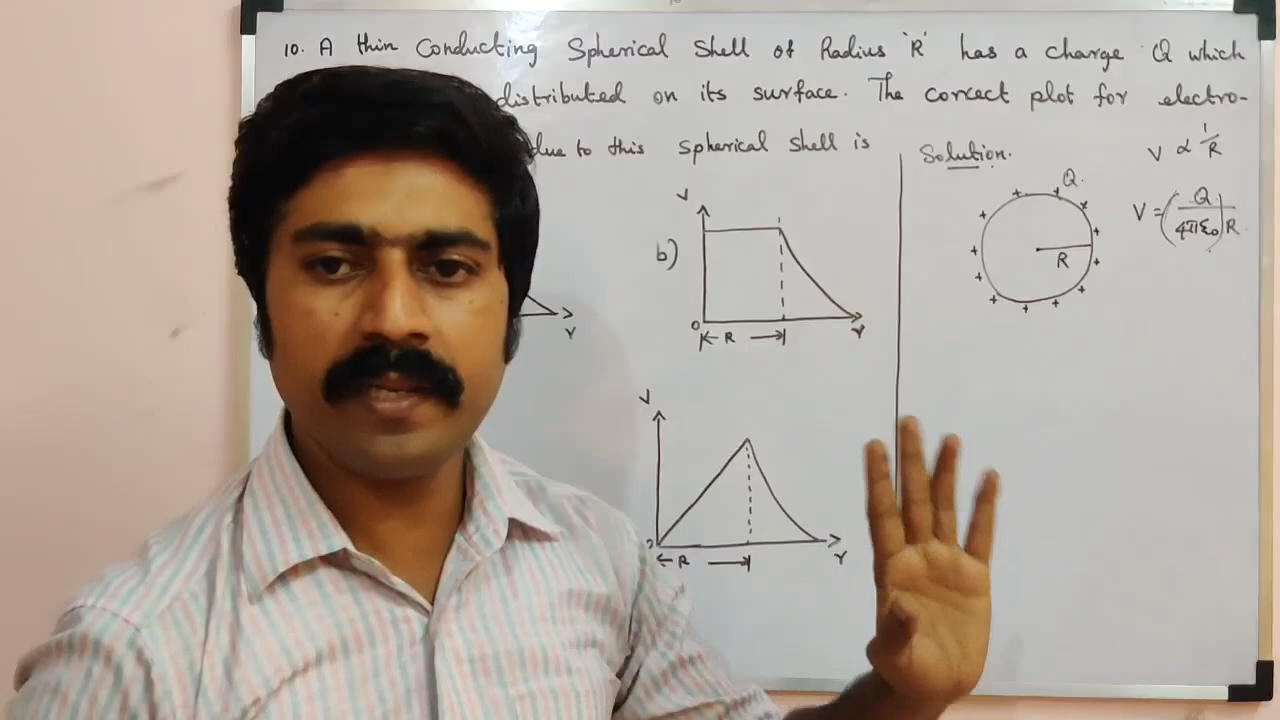 10. A thin Conducting Spherical Shell of Radius 'R' has a charge Q which
distributed on its surface. The correct plot for electro-
due to this Spherical Shell is
Solution.
V ∝ 1/R
Q
V = (Q/4πε₀)R
R
V
b)
0
R
r
r
V
R
r